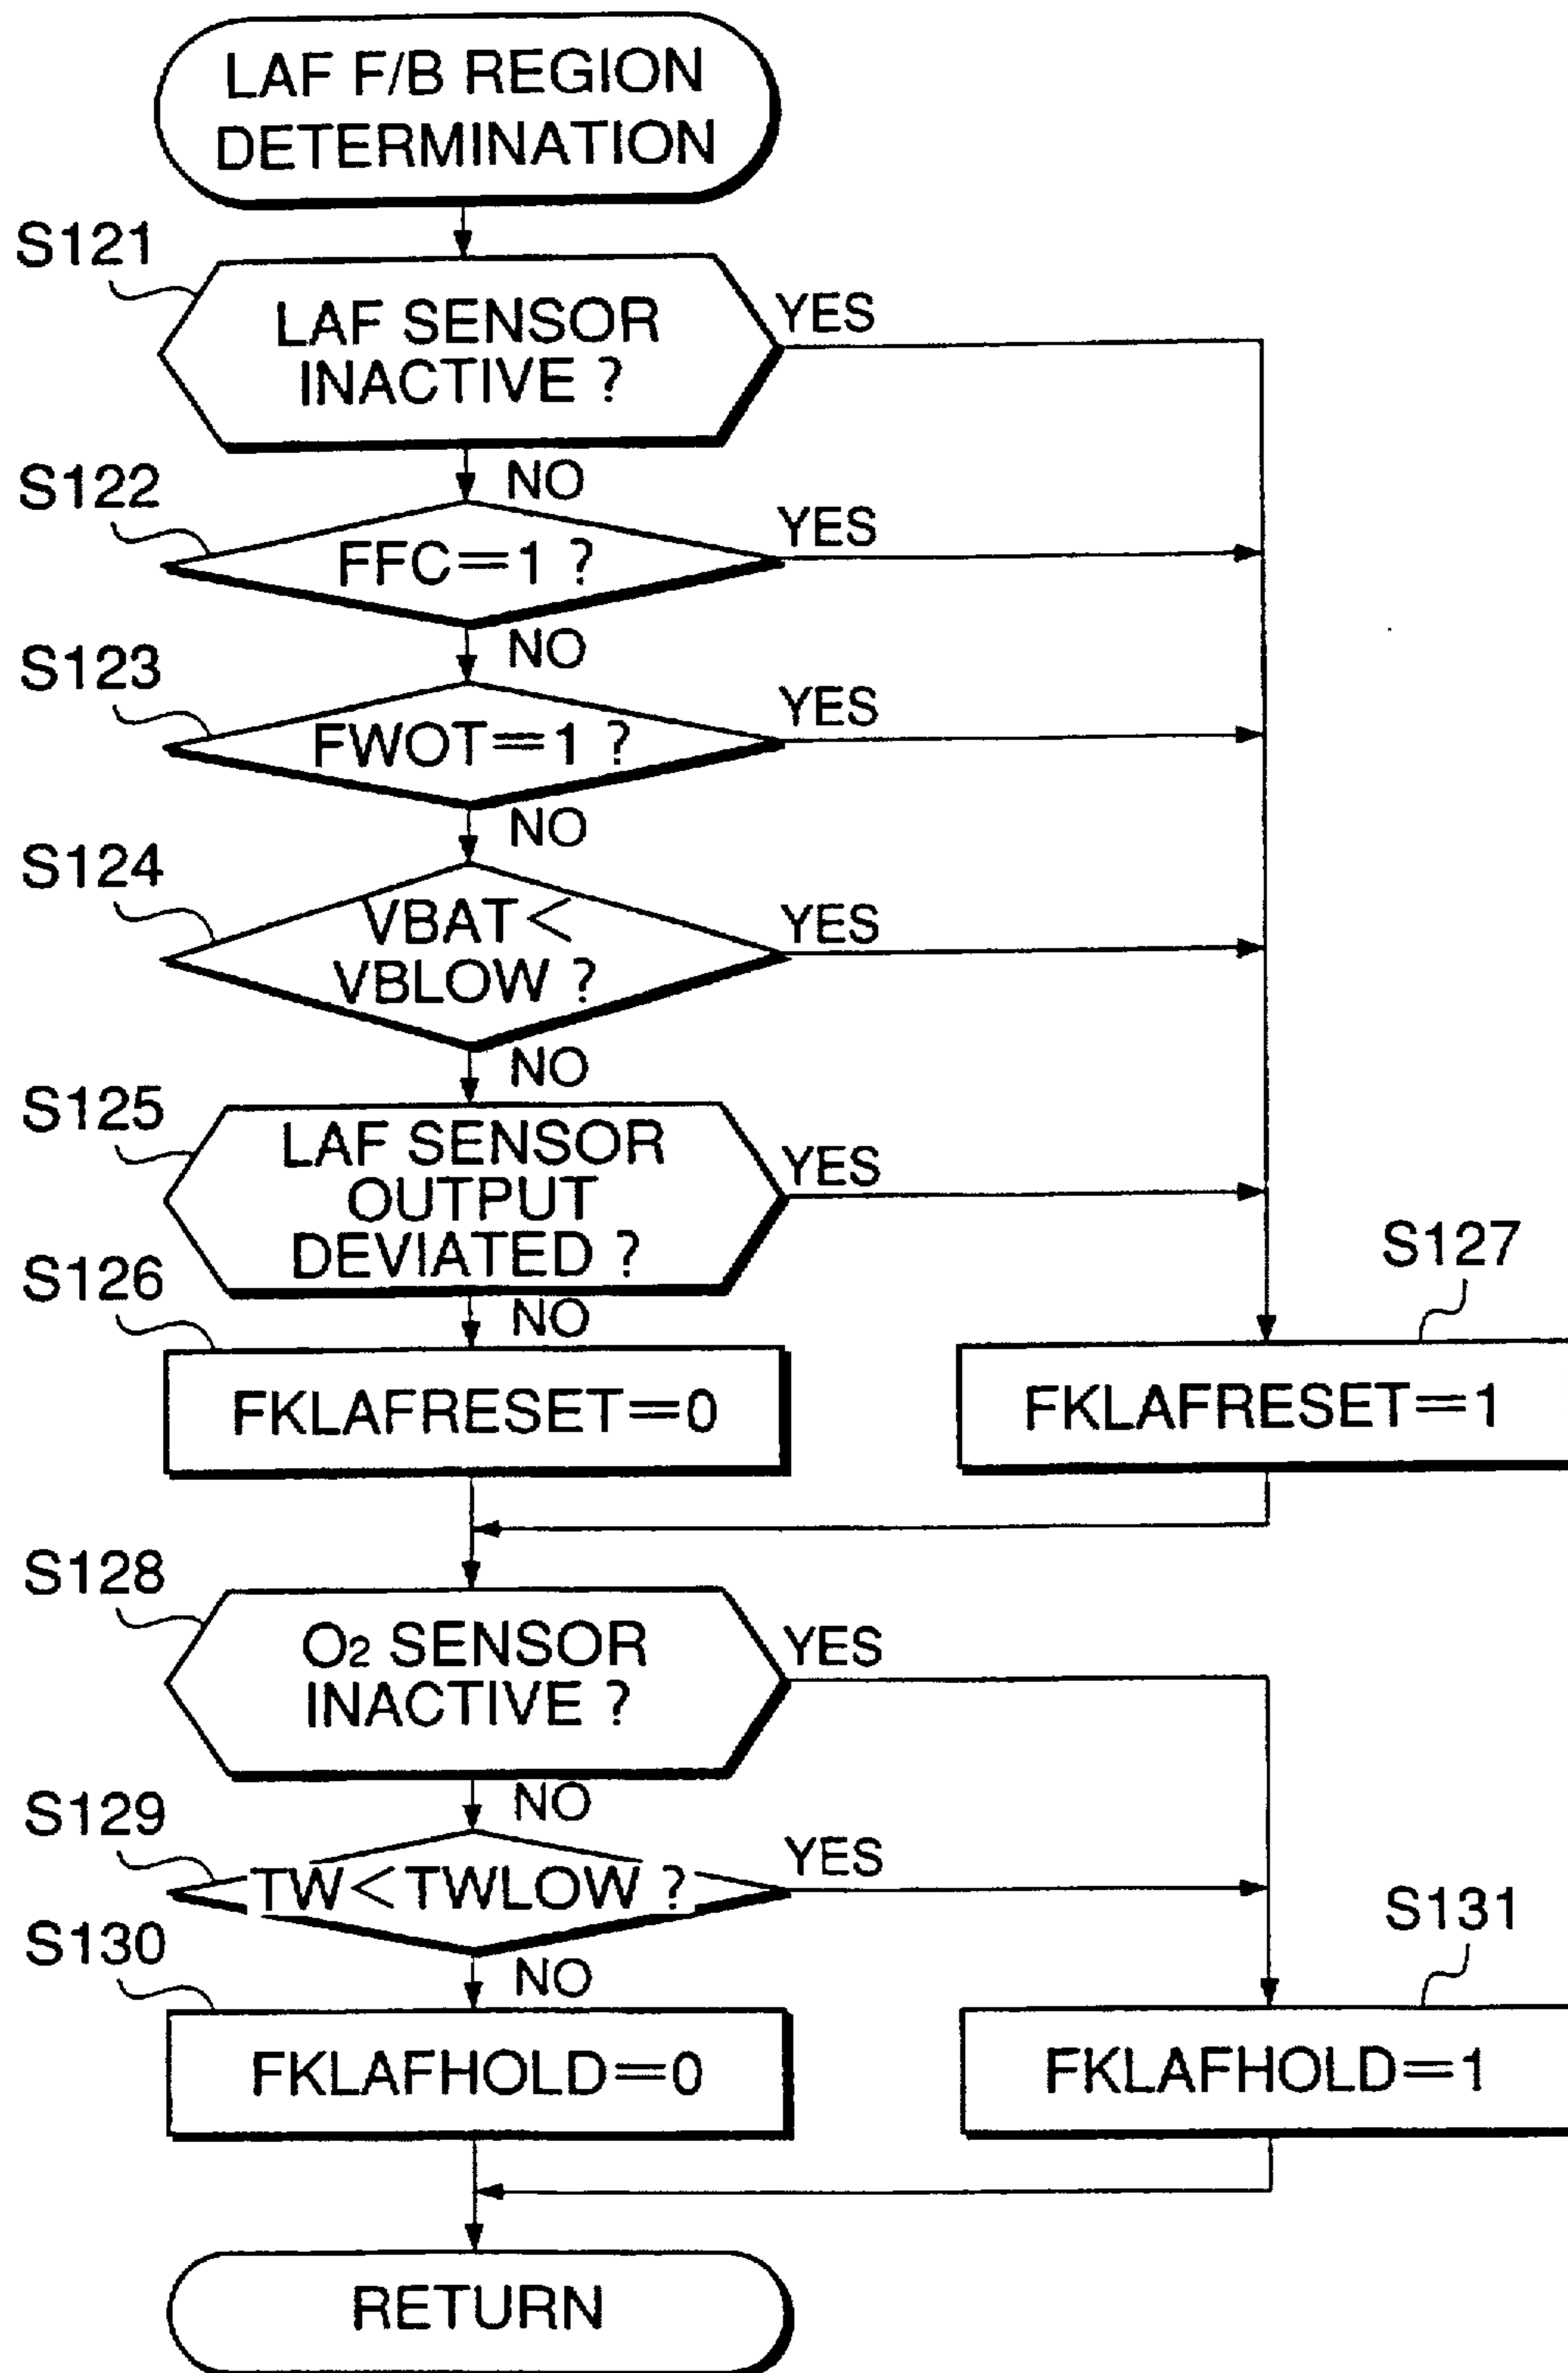 LAF F/B REGION
DETERMINATION
S121
LAF SENSOR
INACTIVE ?
YES
NO
S122
FFC=1 ?
YES
NO
S123
FWOT=1 ?
YES
NO
S124
VBAT<
VBLOW ?
YES
NO
S125
LAF SENSOR
OUTPUT
DEVIATED ?
YES
NO
S126
FKLAFRESET=0
S127
FKLAFRESET=1
S128
O2 SENSOR
INACTIVE ?
YES
NO
S129
TW<TWLOW ?
YES
NO
S130
FKLAFHOLD=0
S131
FKLAFHOLD=1
RETURN